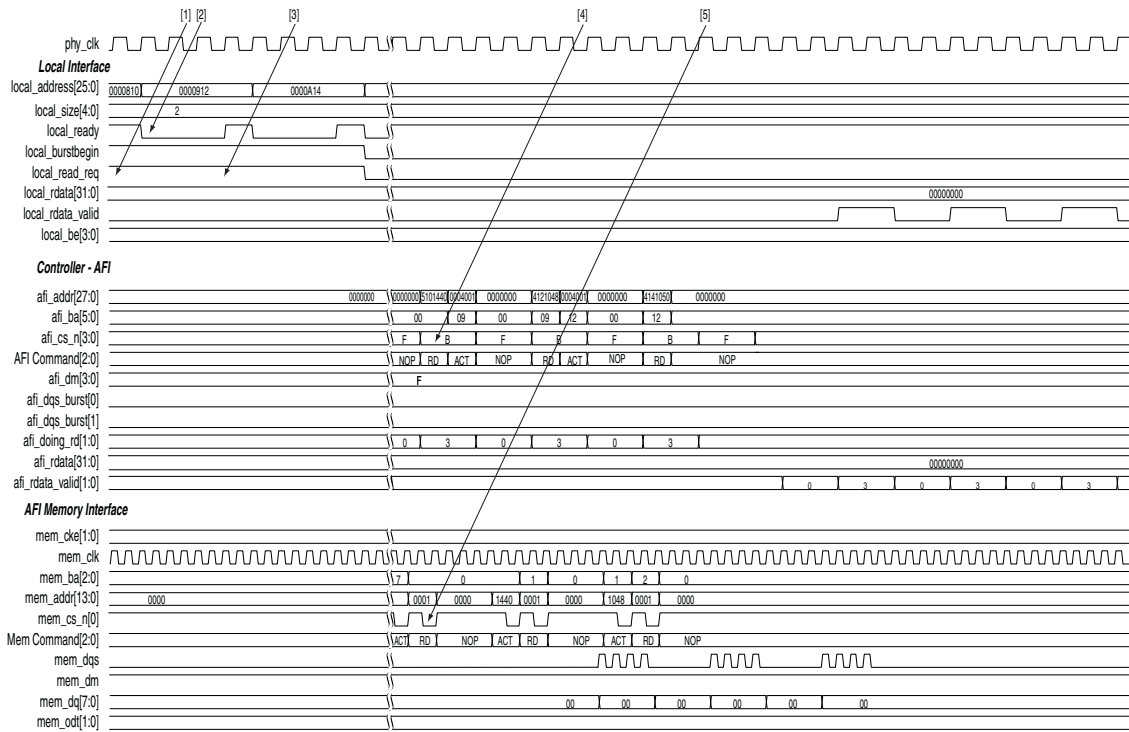 [1] [2] [3] [4] [5]
phy_clk
Local Interface
local_address[25:0] 0000810 0000912 0000A14
local_size[4:0] 2
local_ready
local_burstbegin
local_read_req
local_rdata[31:0] 00000000
local_rdata_valid
local_be[3:0]
Controller - AFI
afi_addr[27:0] 0000000 0000000 5101440 0004001 0000000 4121048 0004001 0000000 4141050 0000000
afi_ba[5:0] 00 09 00 09 12 00 12
afi_cs_n[3:0] F B F B F B F
AFI Command[2:0] NOP RD ACT NOP RD ACT NOP RD NOP
afi_dm[3:0] F
afi_dqs_burst[0]
afi_dqs_burst[1]
afi_doing_rd[1:0] 0 3 0 3 0 3
afi_rdata[31:0] 00000000
afi_rdata_valid[1:0] 0 3 0 3 0 3
AFI Memory Interface
mem_cke[1:0]
mem_clk
mem_ba[2:0] 7 0 1 0 1 2 0
mem_addr[13:0] 0000 0001 0000 1440 0001 0000 1048 0001 0000
mem_cs_n[0]
Mem Command[2:0] ACT RD NOP ACT RD NOP ACT RD NOP
mem_dqs
mem_dm
mem_dq[7:0] 00 00 00 00 00 00
mem_odt[1:0]